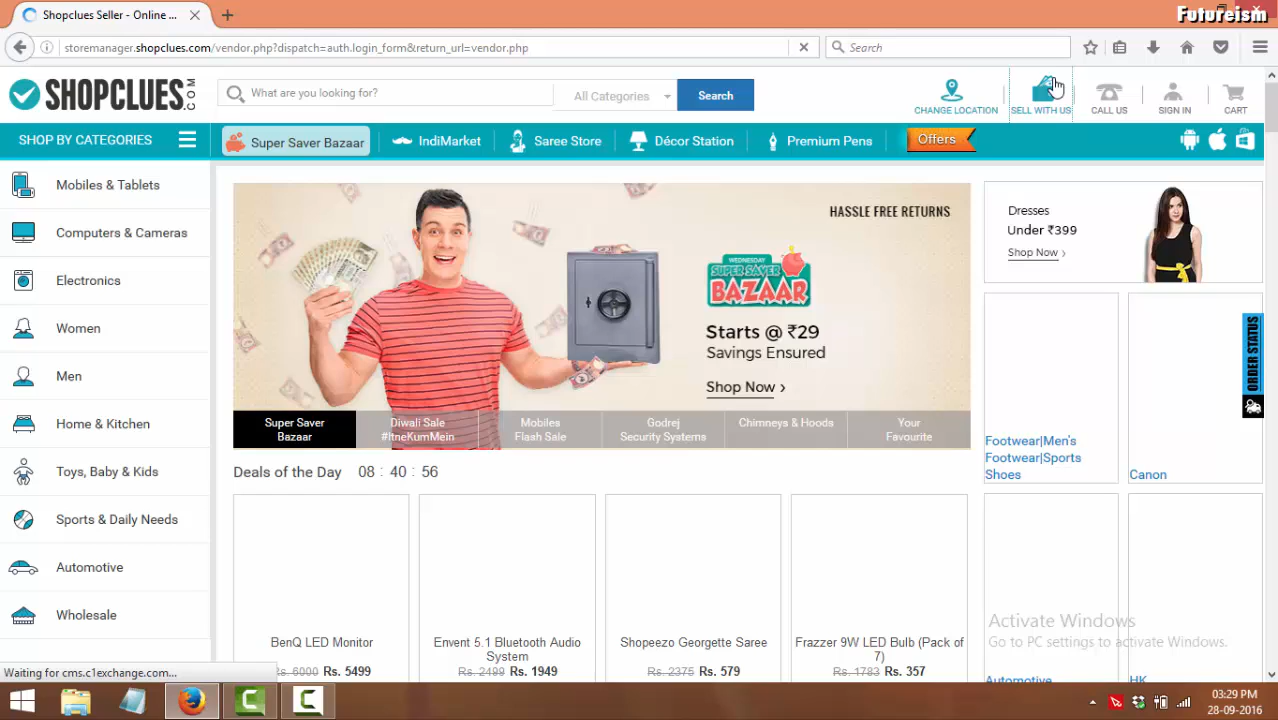 Futureism
Shopclues Seller - Online ...
storemanager.shopclues.com/vendor.php?dispatch=auth.login_form&return_url=vendor.php
Search
SHOPCLUES.COM
What are you looking for?
All Categories
Search
CHANGE LOCATION
SELL WITH US
CALL US
SIGN IN
CART
SHOP BY CATEGORIES
Super Saver Bazaar
IndiMarket
Saree Store
Décor Station
Premium Pens
Offers
Mobiles & Tablets
Computers & Cameras
Electronics
Women
Men
Home & Kitchen
Toys, Baby & Kids
Sports & Daily Needs
Automotive
Wholesale
HASSLE FREE RETURNS
WEDNESDAY
SUPER SAVER
BAZAAR
Starts @ ₹29
Savings Ensured
Shop Now ›
Super Saver
Bazaar
Diwali Sale
#ItneKumMein
Mobiles
Flash Sale
Godrej
Security Systems
Chimneys & Hoods
Your
Favourite
Dresses
Under ₹399
Shop Now ›
Footwear|Men's
Footwear|Sports
Shoes
Canon
ORDER STATUS
Deals of the Day 08 : 40 : 56
BenQ LED Monitor
Rs. 6000 Rs. 5499
Envent 5.1 Bluetooth Audio
System
Rs. 2499 Rs. 1949
Shopeezo Georgette Saree
Rs. 2375 Rs. 579
Frazzer 9W LED Bulb (Pack of
7)
Rs. 1783 Rs. 357
Automotive
HK
Activate Windows
Go to PC settings to activate Windows.
Waiting for cms.c1exchange.com...
03:29 PM
28-09-2016